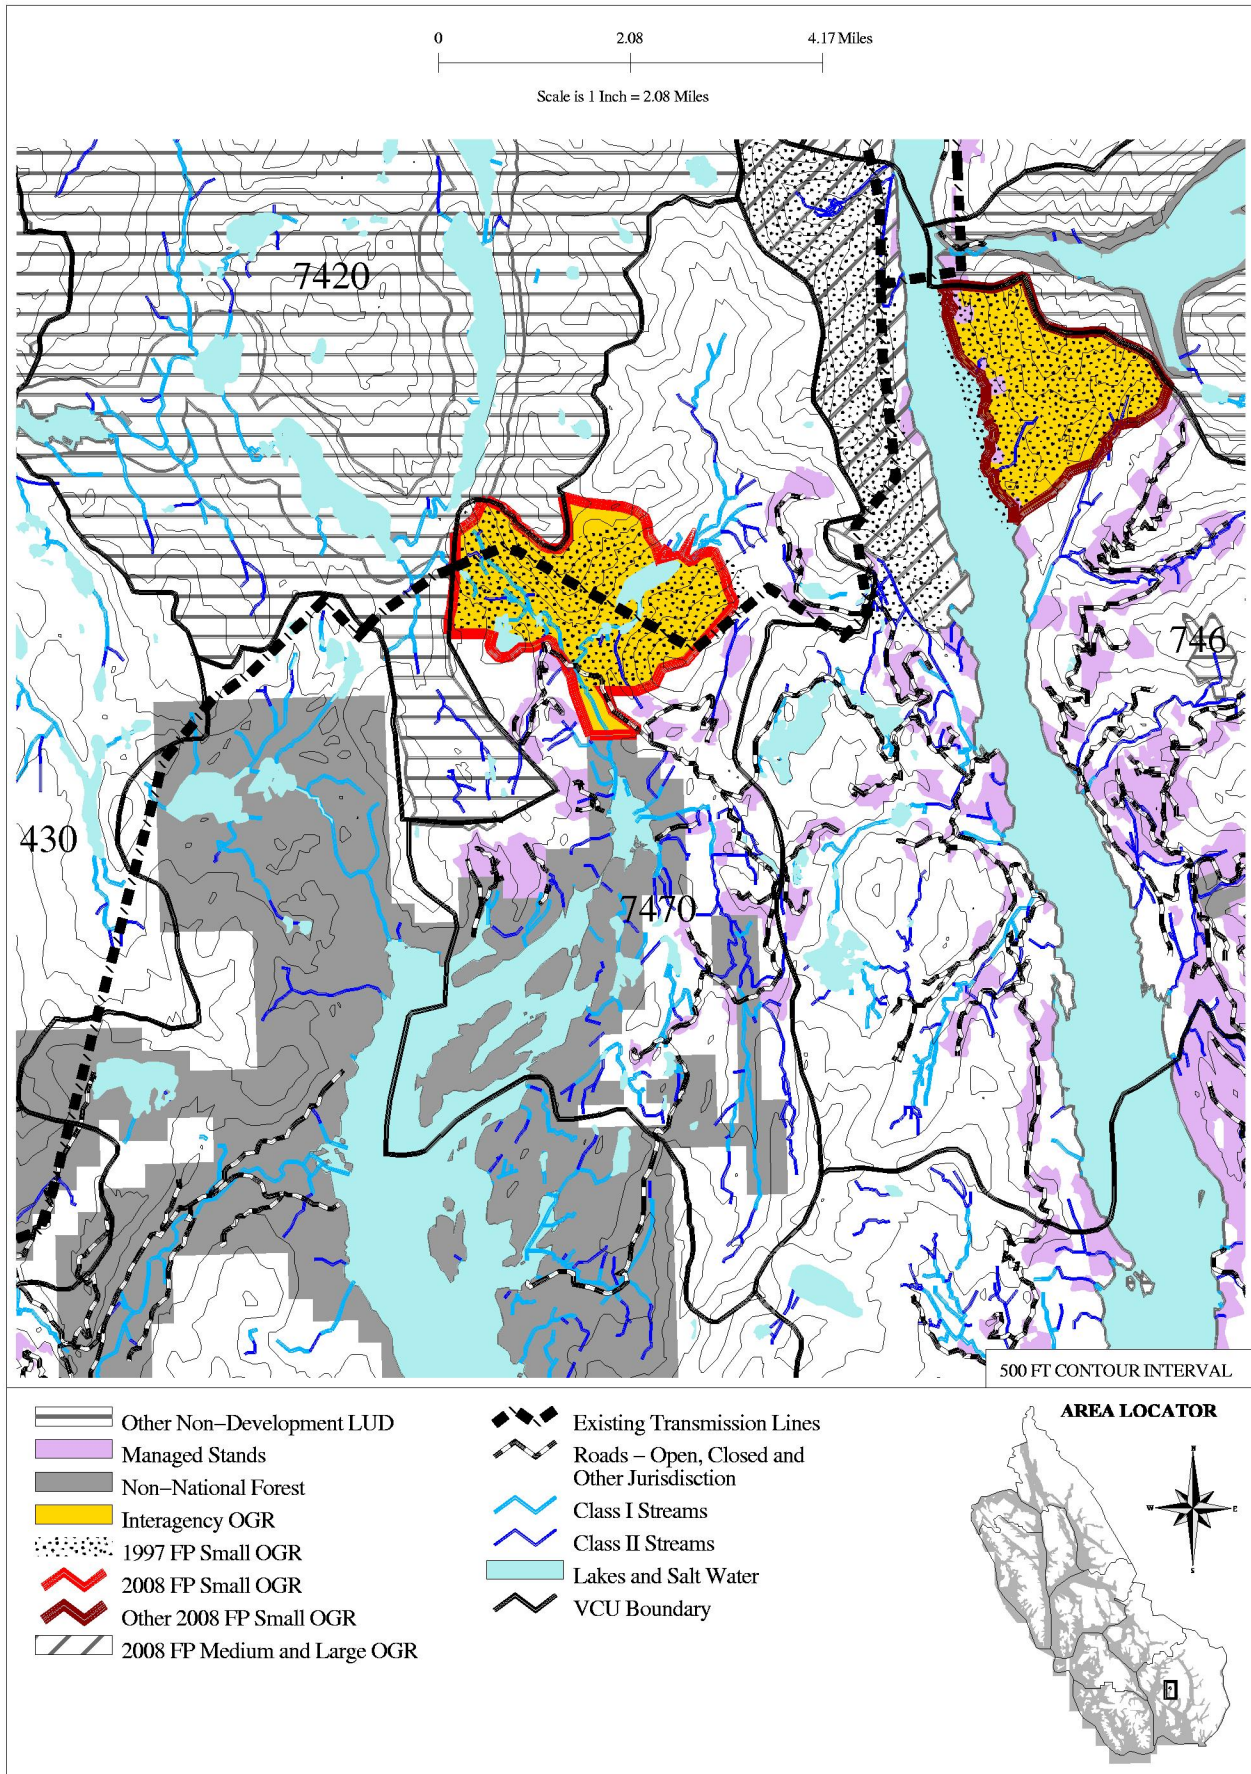 0 2.08 4.17 Miles
Scale is 1 Inch = 2.08 Miles
7420
746
430
7470
500 FT CONTOUR INTERVAL
Other Non-Development LUD
Managed Stands
Non-National Forest
Interagency OGR
1997 FP Small OGR
2008 FP Small OGR
Other 2008 FP Small OGR
2008 FP Medium and Large OGR
Existing Transmission Lines
Roads - Open, Closed and
Other Jurisdisction
Class I Streams
Class II Streams
Lakes and Salt Water
VCU Boundary
AREA LOCATOR
N
W E
S